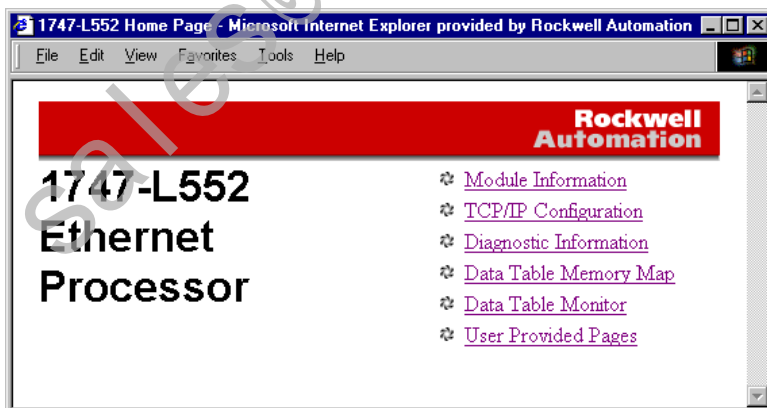 1747-L552 Home Page - Microsoft Internet Explorer provided by Rockwell Automation
File Edit View Favorites Tools Help
Rockwell
Automation
1747-L552
Ethernet
Processor
Module Information
TCP/IP Configuration
Diagnostic Information
Data Table Memory Map
Data Table Monitor
User Provided Pages
sales